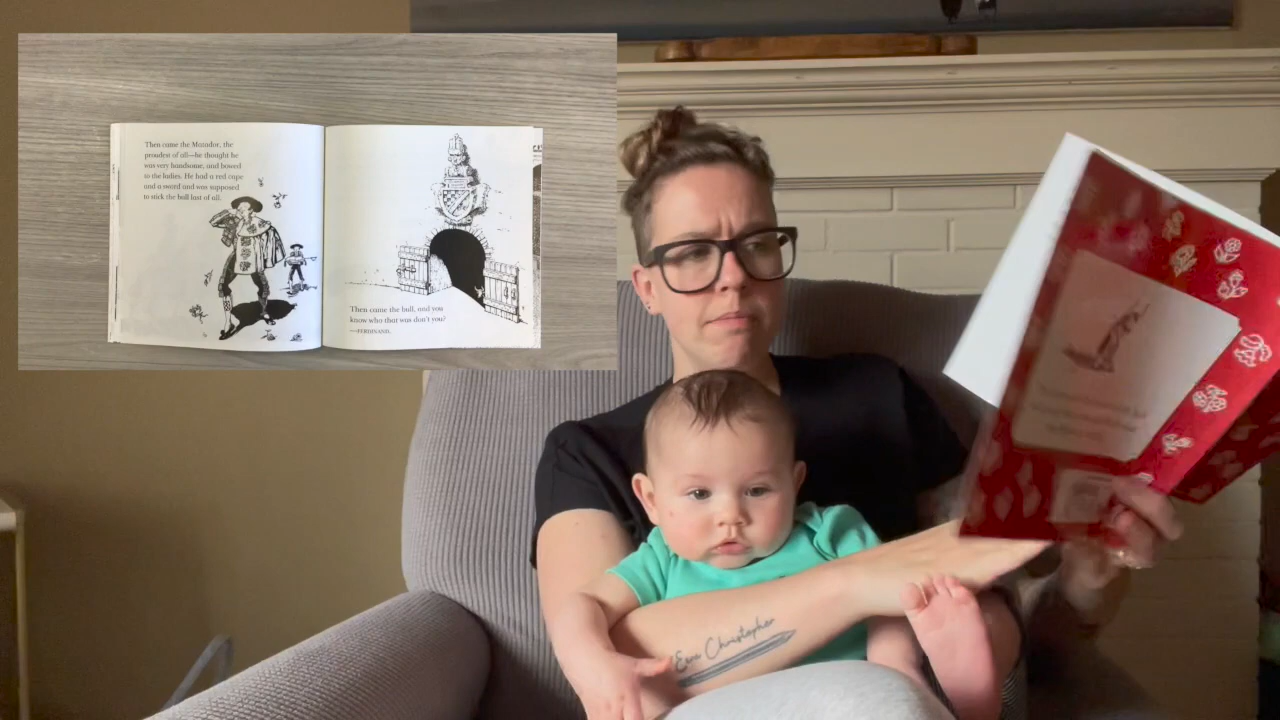 Then came the Matador, the
proudest of all—he thought he
was very handsome, and bowed
to the ladies. He had a red cape
and a sword and was supposed
to stick the bull last of all.
Then came the bull, and you
know who that was don't you?
—FERDINAND.
Christopher